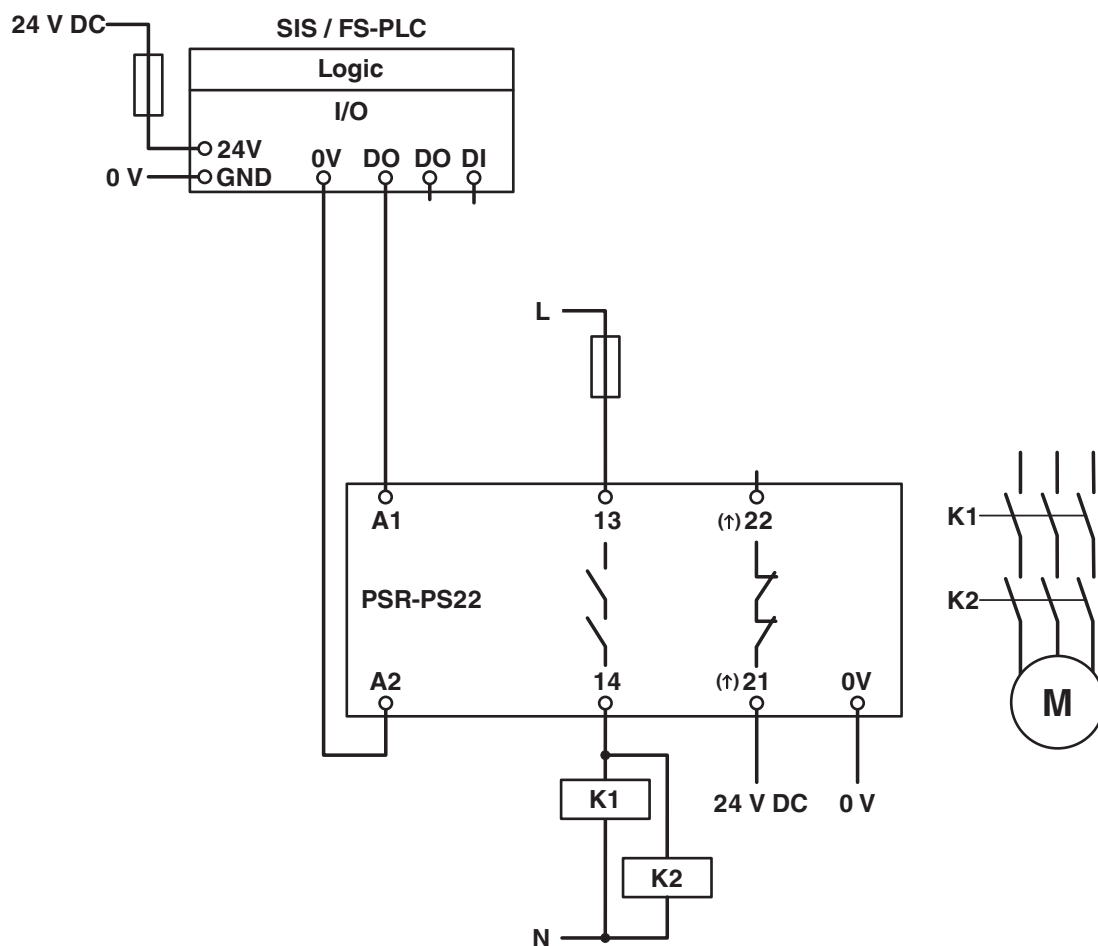 24 V DC
SIS / FS-PLC
Logic
I/O
24V
0V DO DO DI
0 V
GND
L
A1 13 (↑) 22
K1
PSR-PS22
K2
A2 14 (↑) 21 0V
M
K1
24 V DC 0 V
K2
N